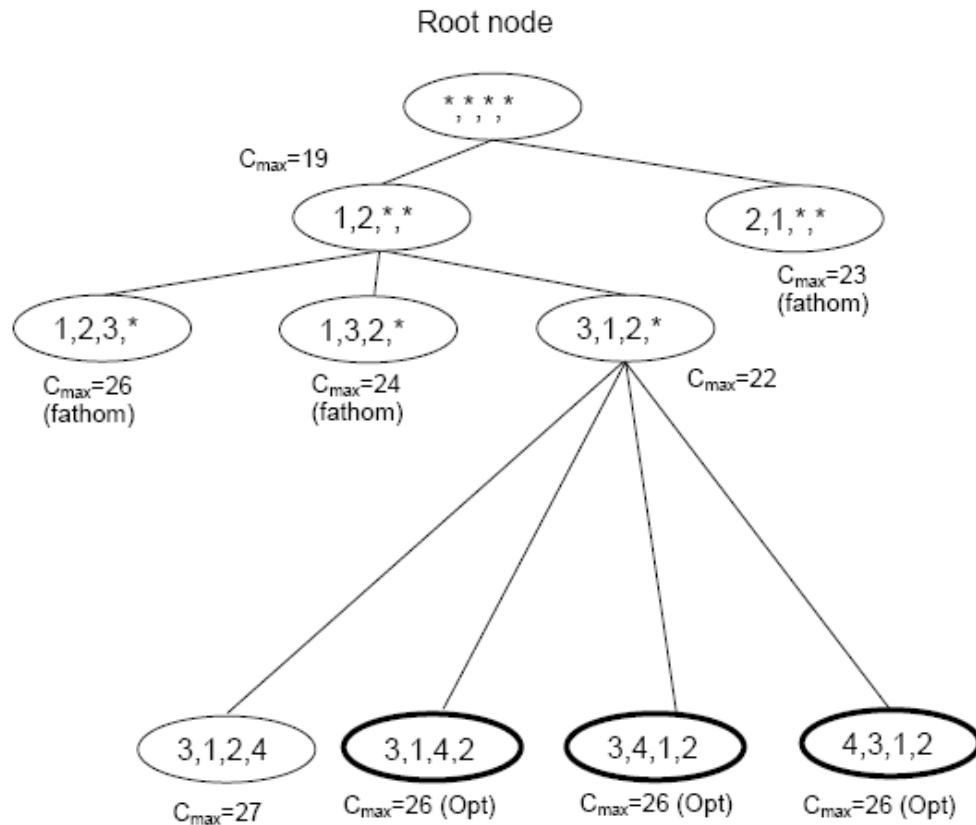 Root node
*,*,*,*
Cmax=19
1,2,*,*
2,1,*,*
Cmax=23
(fathom)
1,2,3,*
1,3,2,*
3,1,2,*
Cmax=26
(fathom)
Cmax=24
(fathom)
Cmax=22
3,1,2,4
3,1,4,2
3,4,1,2
4,3,1,2
Cmax=27
Cmax=26 (Opt)
Cmax=26 (Opt)
Cmax=26 (Opt)